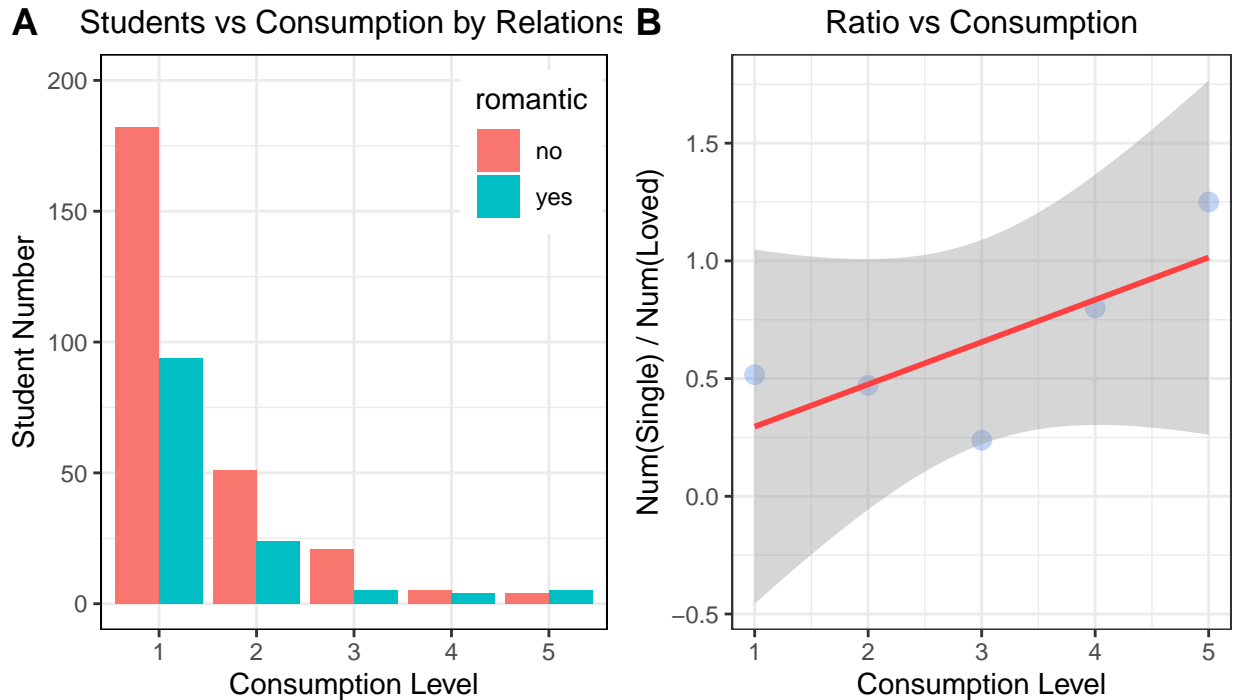 A
Students vs Consumption by Relations
200
150
100
50
0
Student Number
romantic
no
yes
1 2 3 4 5
Consumption Level
B
Ratio vs Consumption
1.5
1.0
0.5
0.0
−0.5
Num(Single) / Num(Loved)
1 2 3 4 5
Consumption Level